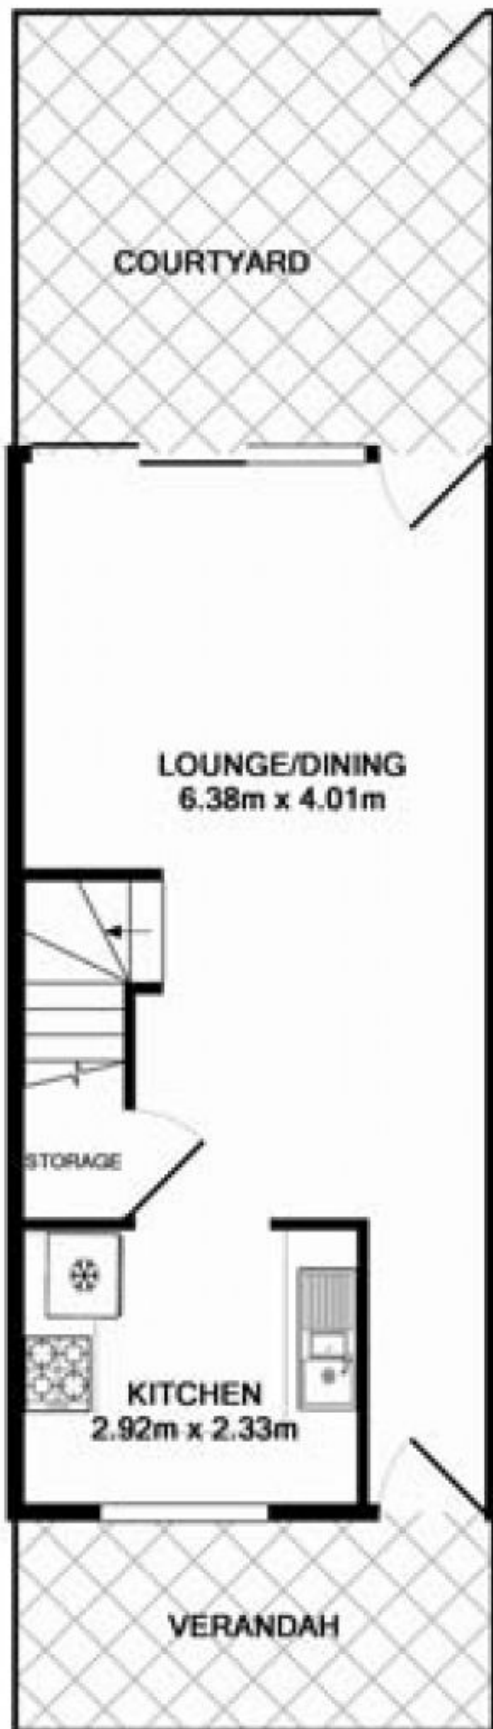 COURTYARD
LOUNGE/DINING
6.38m x 4.01m
STORAGE
KITCHEN
2.92m x 2.33m
VERANDAH